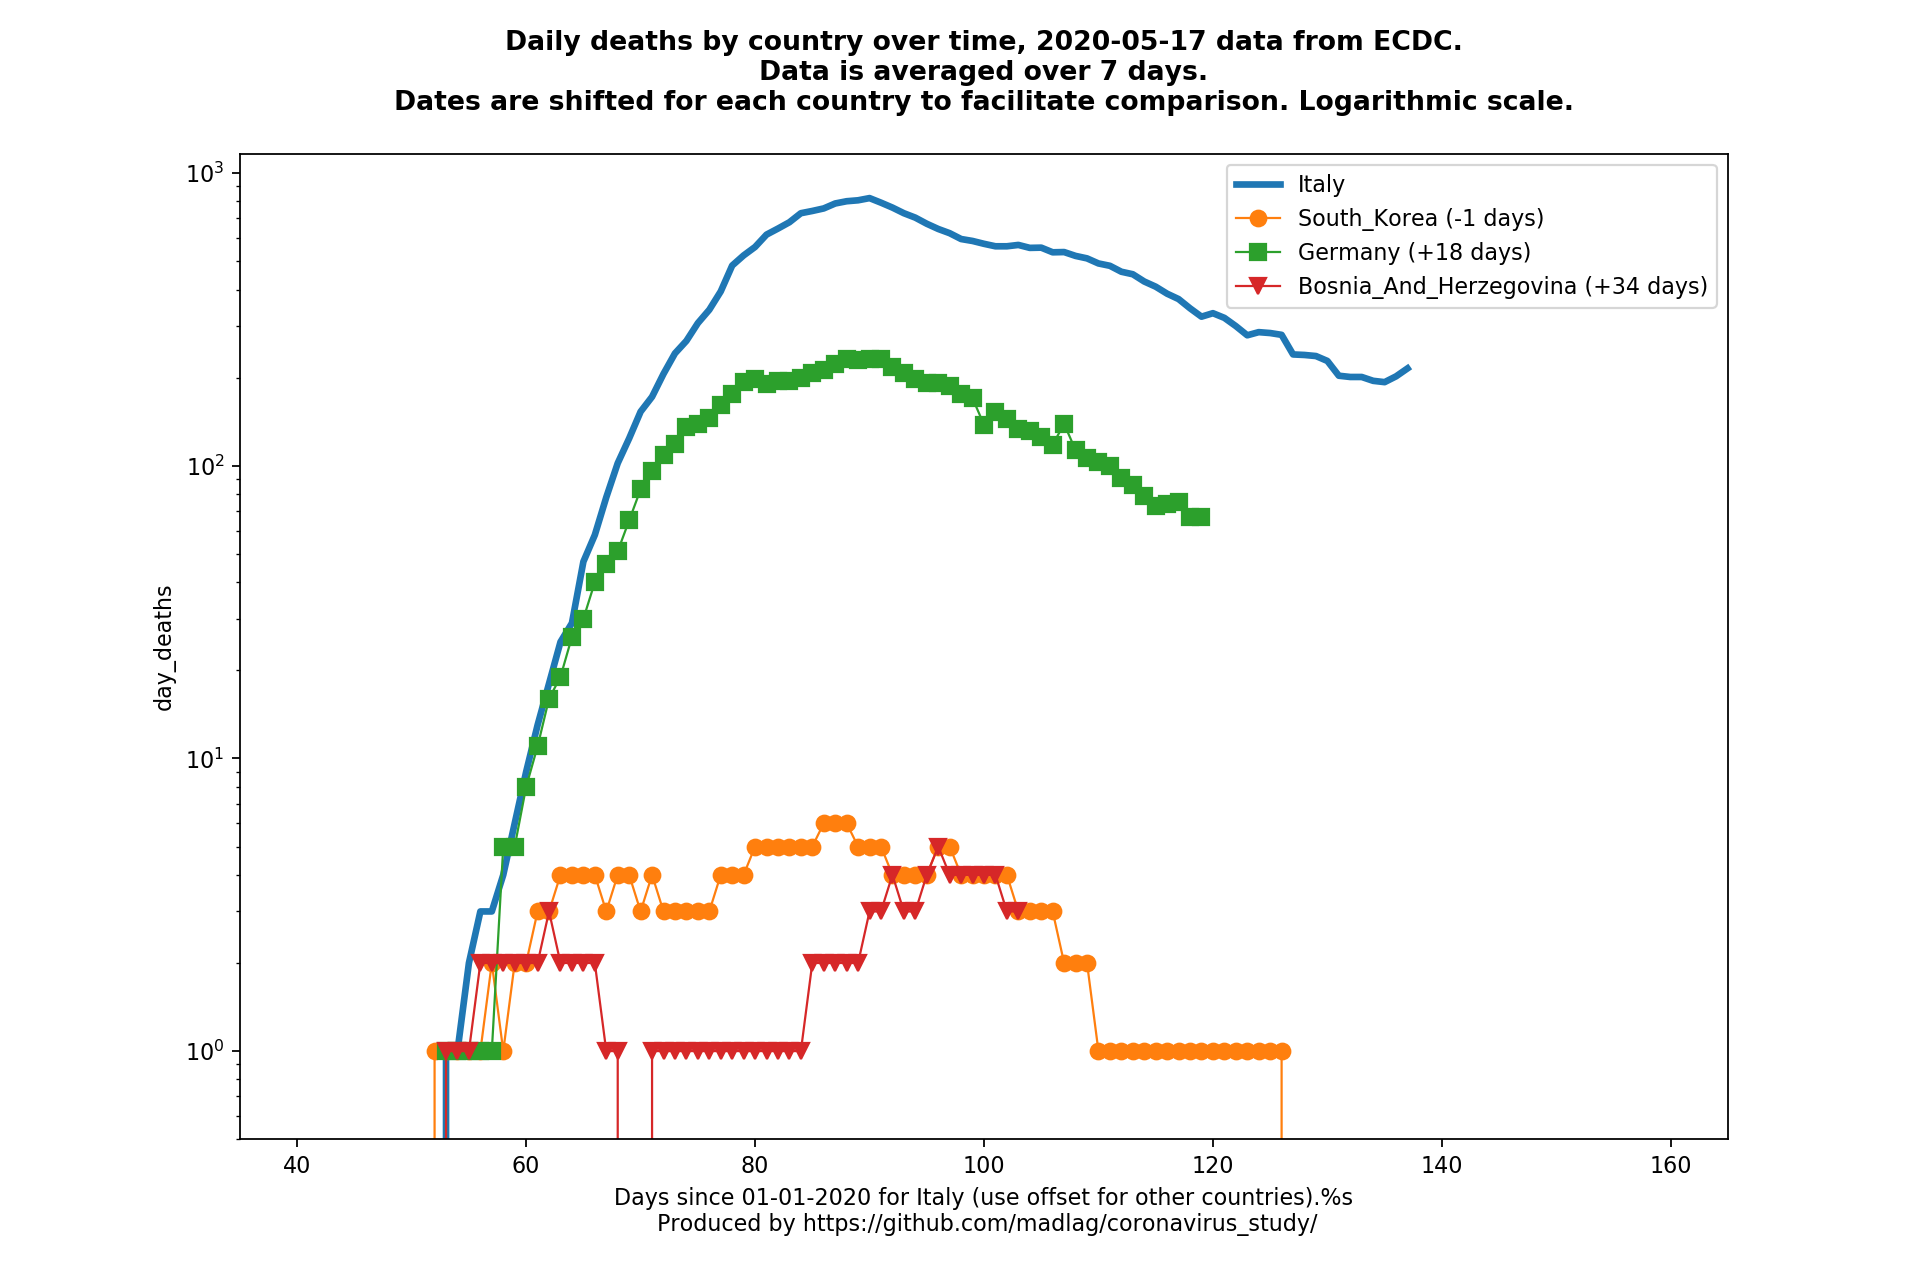 Daily deaths by country over time, 2020-05-17 data from ECDC.
Data is averaged over 7 days.
Dates are shifted for each country to facilitate comparison. Logarithmic scale.
Italy
South_Korea (-1 days)
Germany (+18 days)
Bosnia_And_Herzegovina (+34 days)
10³
10²
10¹
10⁰
day_deaths
40 60 80 100 120 140 160
Days since 01-01-2020 for Italy (use offset for other countries).%s
Produced by https://github.com/madlag/coronavirus_study/